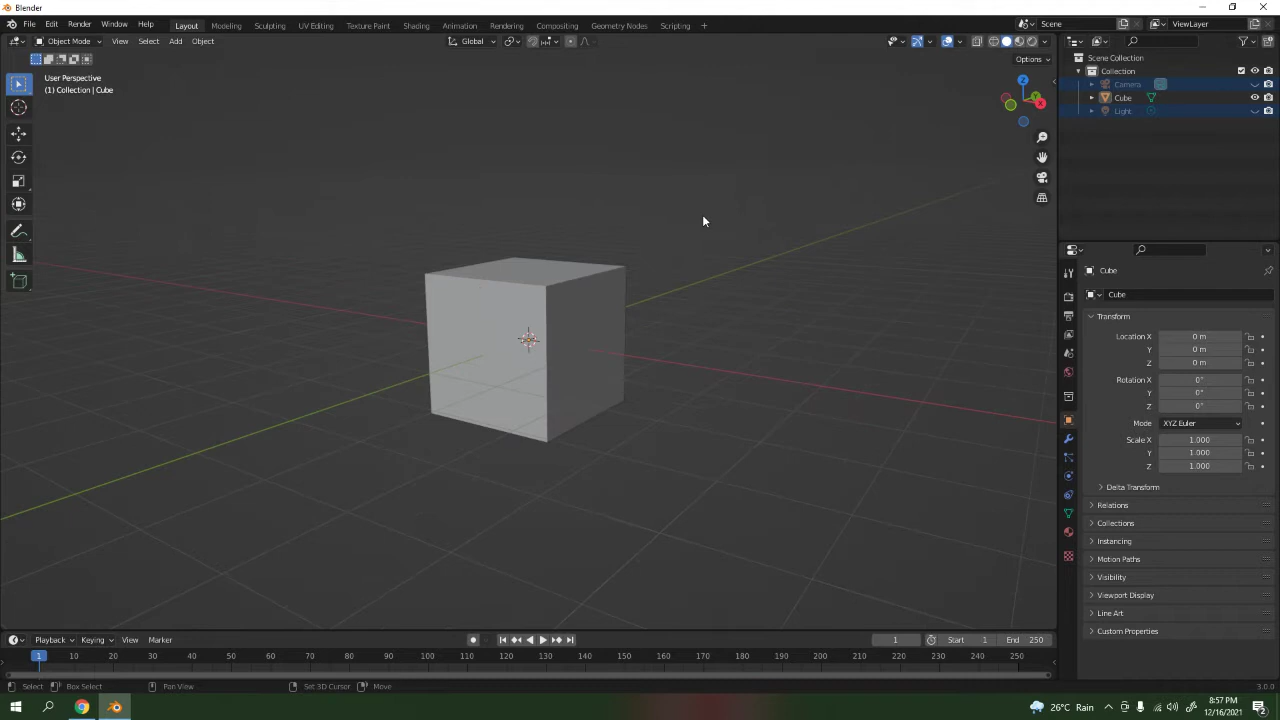 Blender
File Edit Render Window Help Layout Modeling Sculpting UV Editing Texture Paint Shading Animation Rendering Compositing Geometry Nodes Scripting + Scene ViewLayer
Object Mode View Select Add Object Global
Options
User Perspective
(1) Collection | Cube
Z
Y
X
Scene Collection
Collection
Camera
Cube
Light
Cube
Cube
Transform
Location X 0 m
Y 0 m
Z 0 m
Rotation X 0°
Y 0°
Z 0°
Mode XYZ Euler
Scale X 1.000
Y 1.000
Z 1.000
Delta Transform
Relations
Collections
Instancing
Motion Paths
Visibility
Viewport Display
Line Art
Custom Properties
Playback Keying View Marker 1 Start 1 End 250
1 10 20 30 40 50 60 70 80 90 100 110 120 130 140 150 160 170 180 190 200 210 220 230 240 250
Select Box Select Pan View Set 3D Cursor Move 3.0.0
26°C Rain 8:57 PM
12/16/2021
2